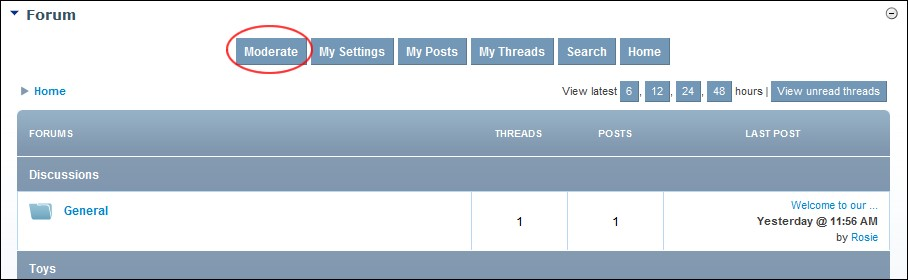 Forum
Moderate My Settings My Posts My Threads Search Home
Home View latest 6, 12, 24, 48 hours | View unread threads
FORUMS THREADS POSTS LAST POST
Discussions
General 1 1 Welcome to our ...
Yesterday @ 11:56 AM
by Rosie
Toys